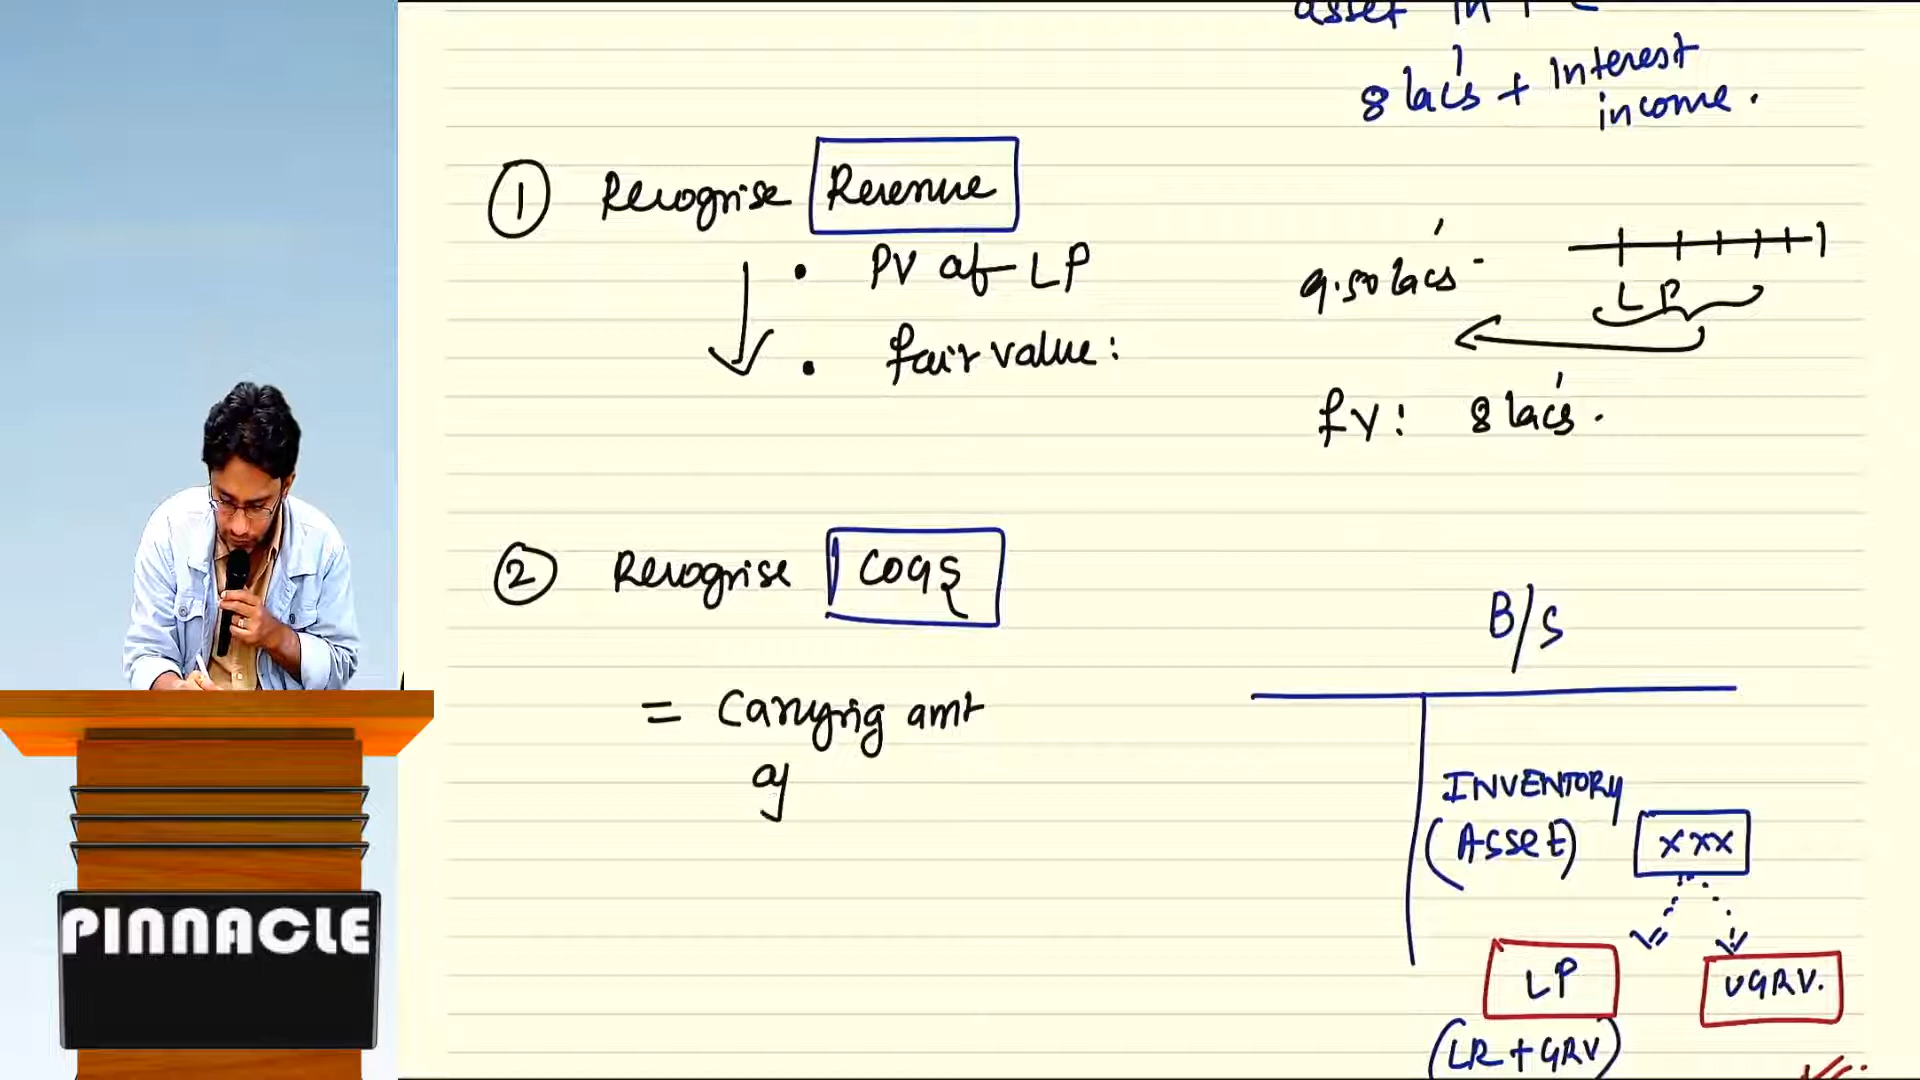 8 lacs + Interest
income.
① Recognise Revenue
• PV of LP
9.50 lacs
LP
• fair value:
fv: 8 lacs.
② Recognise COGS
B/S
= Carrying amt
of
INVENTORY
(Asset) xxx
LP UGRV.
(LR + GRV)
PINNACLE